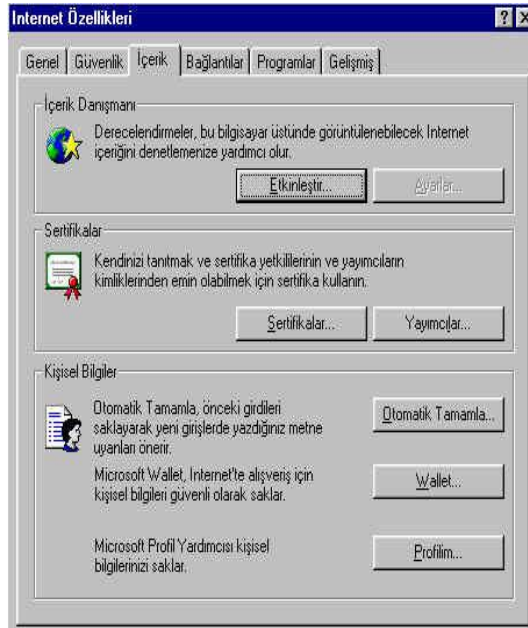 Internet Özellikleri
Genel Güvenlik İçerik Bağlantılar Programlar Gelişmiş
İçerik Danışmanı
Derecelendirmeler, bu bilgisayar üstünde görüntülenebilecek Internet
içeriğini denetlemenize yardımcı olur.
Etkinleştir... Ayarlar...
Sertifikalar
Kendinizi tanıtmak ve sertifika yetkililerinin ve yayımcıların
kimliklerinden emin olabilmek için sertifika kullanın.
Sertifikalar... Yayımcılar...
Kişisel Bilgiler
Otomatik Tamamla, önceki girdileri
saklayarak yeni girişlerde yazdığınız metne
uyanları önerir.
Otomatik Tamamla...
Microsoft Wallet, Internet'te alışveriş için
kişisel bilgileri güvenli olarak saklar.
Wallet...
Microsoft Profil Yardımcısı kişisel
bilgilerinizi saklar.
Profilim...